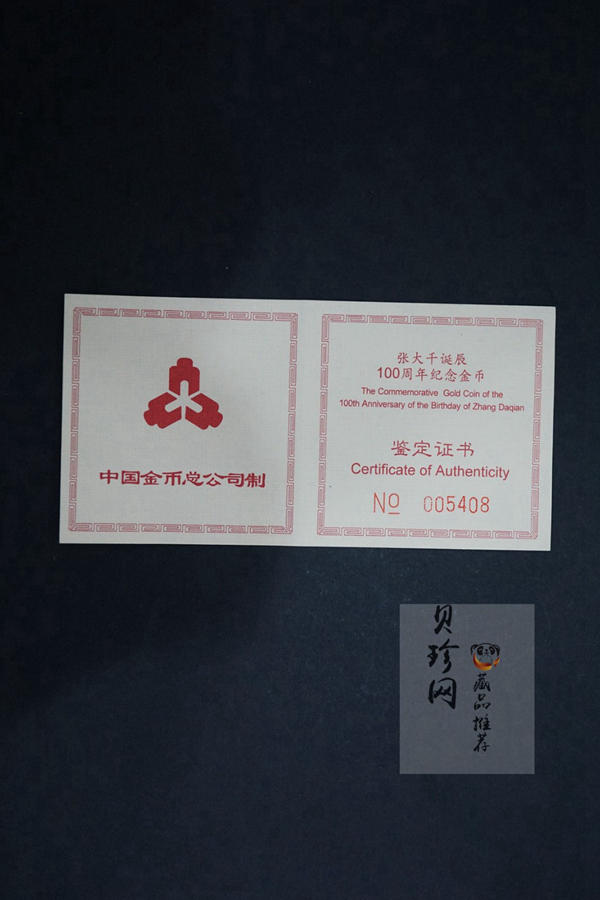 中国金币总公司制
张大千诞辰
100周年纪念金币
The Commemorative Gold Coin of the
100th Anniversary of the Birthday of Zhang Daqian
鉴定证书
Certificate of Authenticity
No 005408
贝珍网
藏品推荐